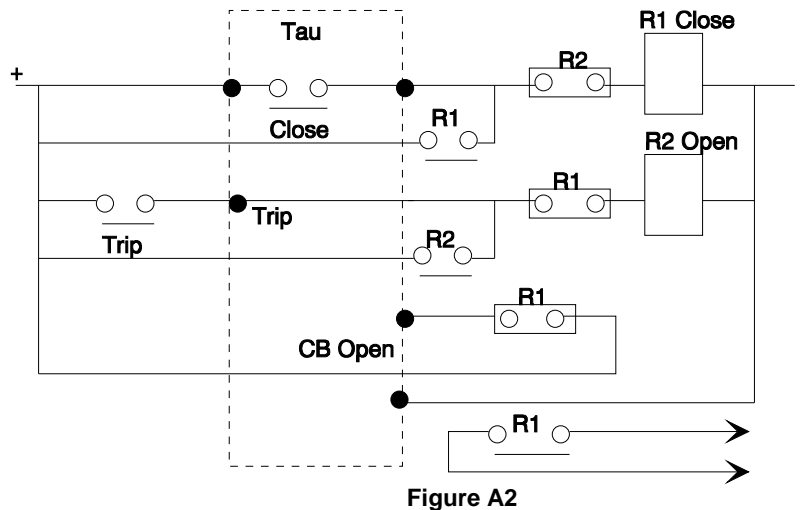 R1 Close
Tau
R2
+
R1
Close
R2 Open
R1
Trip
Trip
R2
R1
CB Open
R1
Figure A2